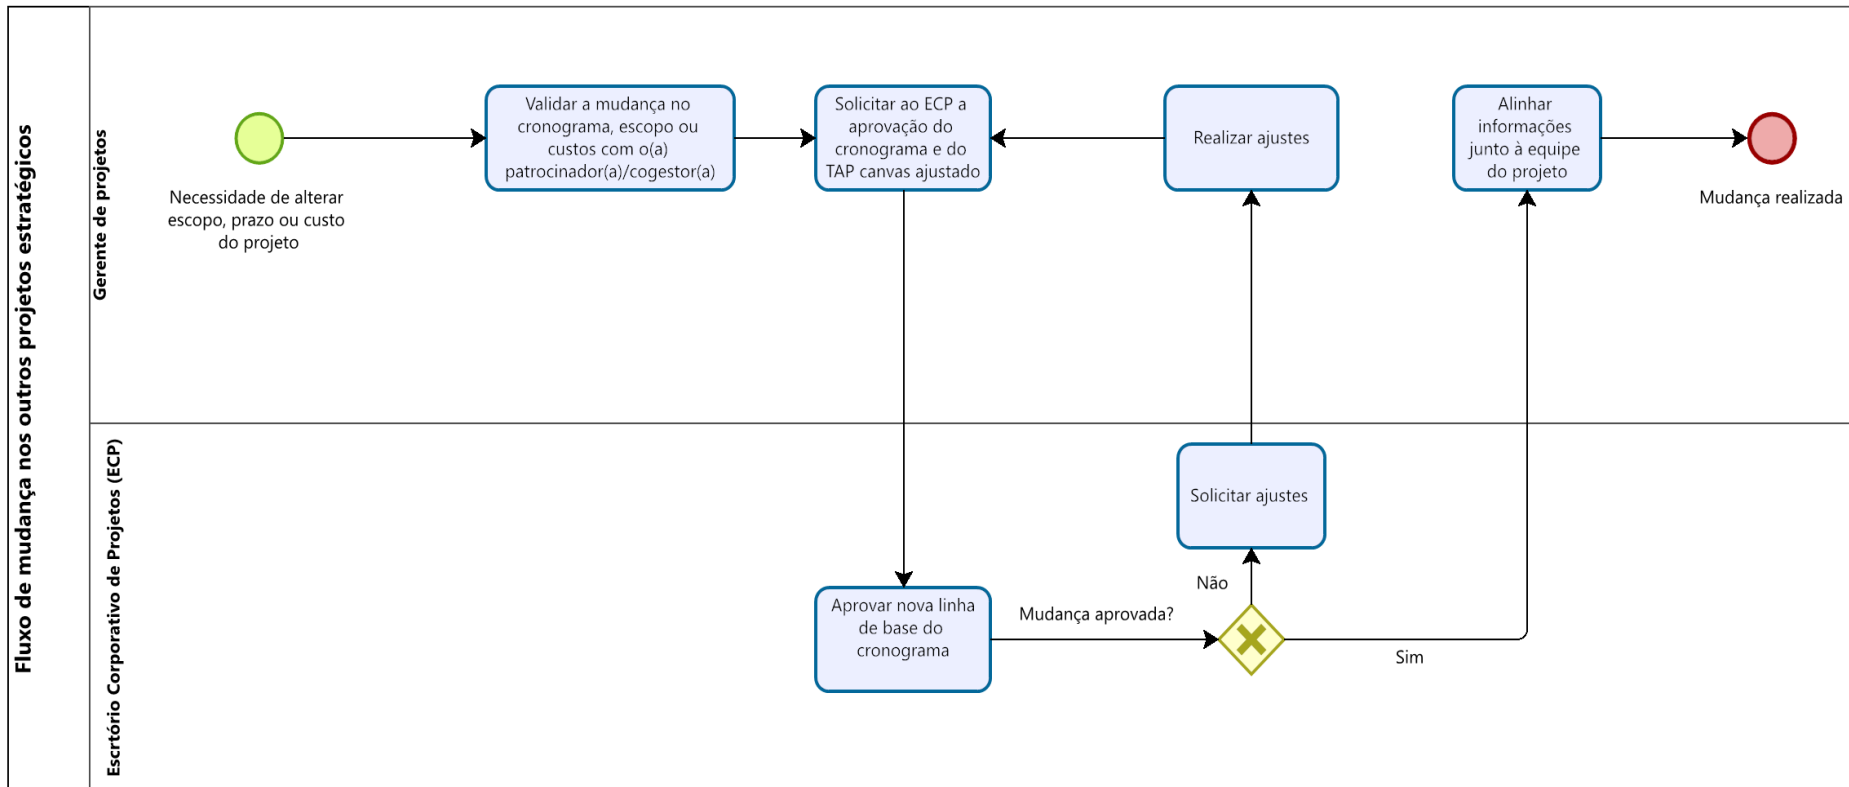 Fluxo de mudança nos outros projetos estratégicos
Gerente de projetos
Necessidade de alterar
escopo, prazo ou custo
do projeto
Validar a mudança no
cronograma, escopo ou
custos com o(a)
patrocinador(a)/cogestor(a)
Solicitar ao ECP a
aprovação do
cronograma e do
TAP canvas ajustado
Realizar ajustes
Alinhar
informações
junto à equipe
do projeto
Mudança realizada
Escrtório Corporativo de Projetos (ECP)
Aprovar nova linha
de base do
cronograma
Mudança aprovada?
Não
Solicitar ajustes
Sim